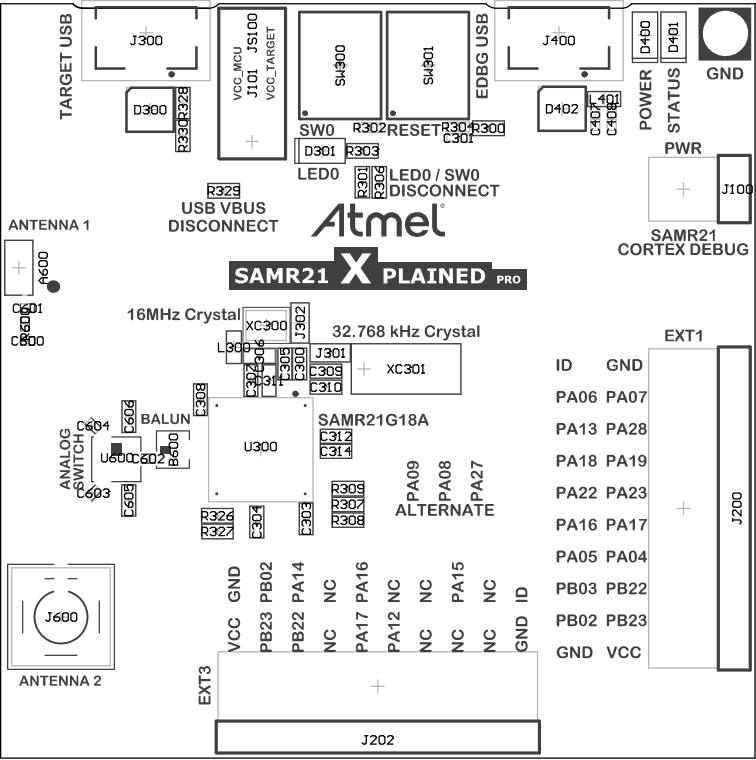 TARGET USB
J300
VCC_MCU
J101 JS100
VCC_TARGET
SW300
SW301
EDBG USB
J400
D400
D401
GND
POWER
STATUS
D300
R328
R330
D402
L401
C407
C408
SW0
R302
RESET
R304
C301
R300
D301
R303
LED0
R301
R306
LED0 / SW0
DISCONNECT
PWR
J100
R329
USB VBUS
DISCONNECT
SAMR21
CORTEX DEBUG
Atmel
ANTENNA 1
A600
SAMR21 X PLAINED PRO
C601
R600
C600
16MHz Crystal
XC300
J302
32.768 kHz Crystal
L300
C306
C305
C300
J301
C309
C310
XC301
C307
C311
C308
EXT1
ID GND
PA06 PA07
PA13 PA28
PA18 PA19
PA22 PA23
PA16 PA17
PA05 PA04
PB03 PB22
PB02 PB23
GND VCC
J200
C604
C606
BALUN
SAMR21G18A
ANALOG
SWITCH
U600
C602
B600
U300
C312
C314
C603
C605
PA09
PA08
PA27
ALTERNATE
R326
R327
C304
C303
R309
R307
R308
J600
ANTENNA 2
GND PB02 PA14 NC PA16 NC NC PA15 NC ID
VCC PB23 PB22 NC PA17 PA12 NC NC NC GND
EXT3
J202